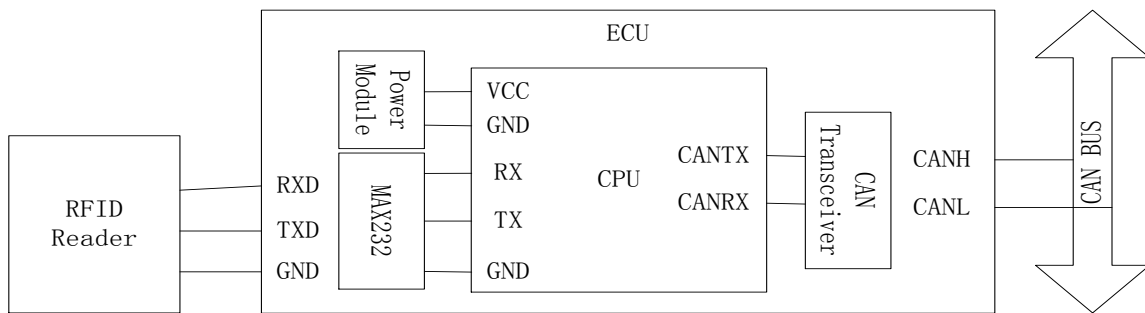 ECU
Power
Module
VCC
GND
RFID
Reader
RXD
TXD
GND
MAX232
RX
TX
GND
CPU
CANTX
CANRX
CAN
Transceiver
CANH
CANL
CAN BUS